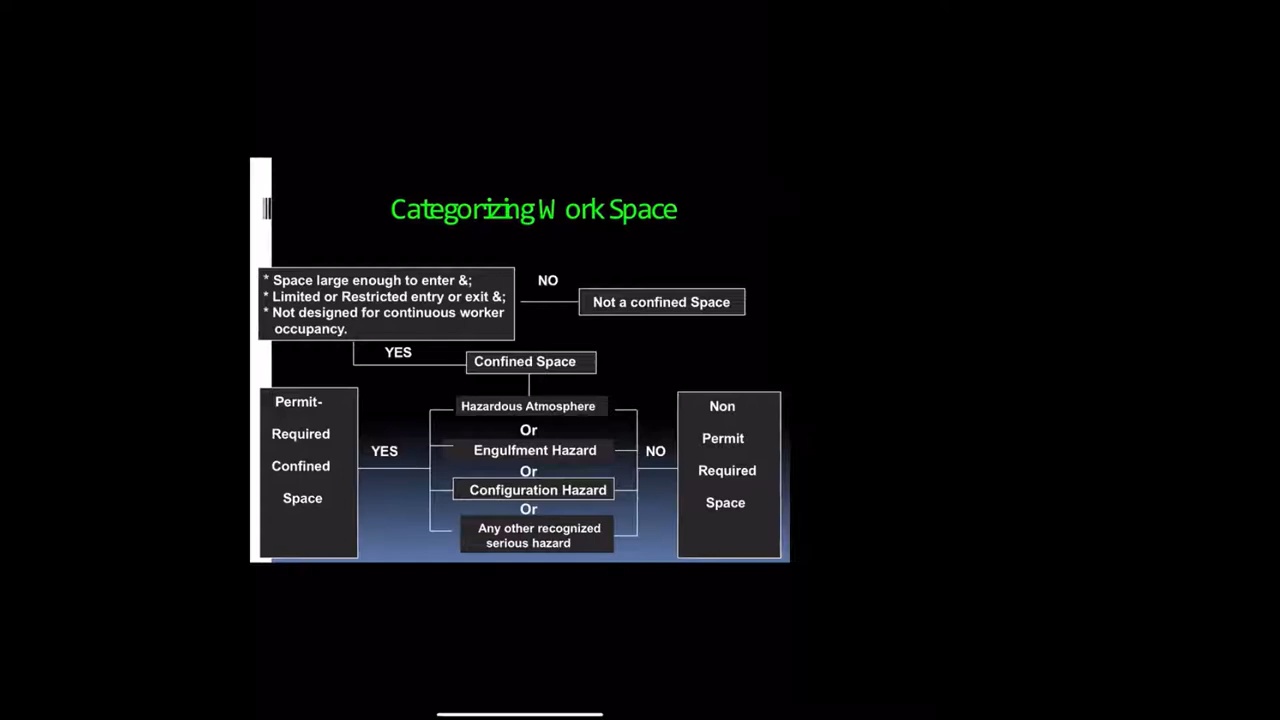 Categorizing Work Space
* Space large enough to enter &;
* Limited or Restricted entry or exit &;
* Not designed for continuous worker
occupancy.
NO
Not a confined Space
YES
Confined Space
Permit-
Required
Confined
Space
YES
Hazardous Atmosphere
Or
Engulfment Hazard
Or
Configuration Hazard
Or
Any other recognized
serious hazard
NO
Non
Permit
Required
Space